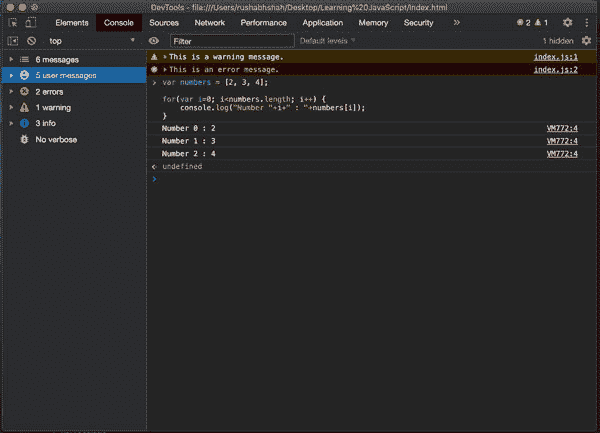 DevTools - file:///Users/rushabhshah/Desktop/Learning%20JavaScript/index.html
Elements Console Sources Network Performance Application Memory Security » 2 1
top Filter Default levels 1 hidden
6 messages
5 user messages
2 errors
1 warning
3 info
No verbose
This is a warning message. index.js:1
This is an error message. index.js:2
> var numbers = [2, 3, 4];
for(var i=0; i<numbers.length; i++) {
console.log("Number "+i+" : "+numbers[i]);
}
Number 0 : 2 VM772:4
Number 1 : 3 VM772:4
Number 2 : 4 VM772:4
undefined
>